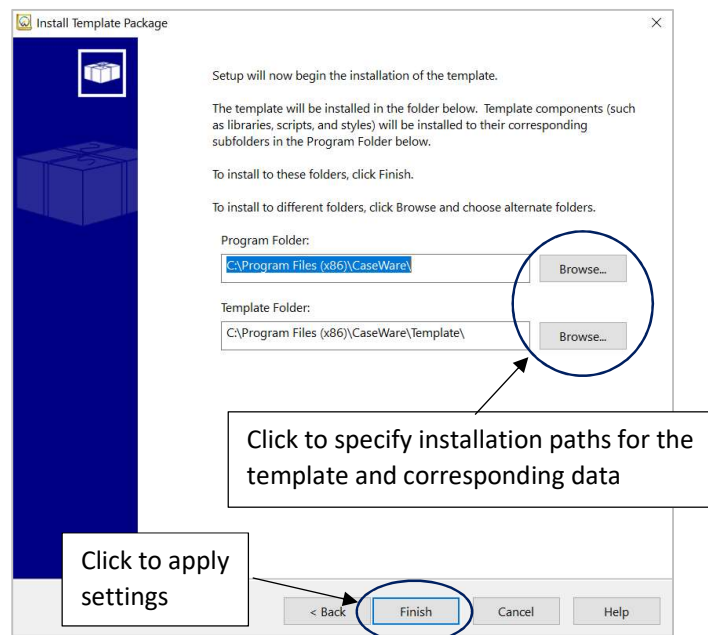 Install Template Package
Setup will now begin the installation of the template.
The template will be installed in the folder below. Template components (such
as libraries, scripts, and styles) will be installed to their corresponding
subfolders in the Program Folder below.
To install to these folders, click Finish.
To install to different folders, click Browse and choose alternate folders.
Program Folder:
C:\Program Files (x86)\CaseWare\
Browse...
Template Folder:
C:\Program Files (x86)\CaseWare\Template\
Browse...
Click to specify installation paths for the
template and corresponding data
Click to apply
settings
< Back
Finish
Cancel
Help